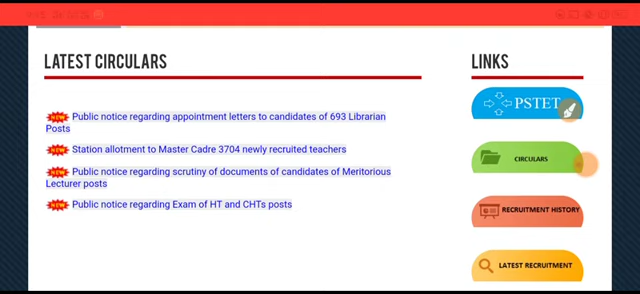 LATEST CIRCULARS
LINKS
NEW Public notice regarding appointment letters to candidates of 693 Librarian
Posts
NEW Station allotment to Master Cadre 3704 newly recruited teachers
NEW Public notice regarding scrutiny of documents of candidates of Meritorious
Lecturer posts
NEW Public notice regarding Exam of HT and CHTs posts
PSTET
CIRCULARS
RECRUITMENT HISTORY
LATEST RECRUITMENT